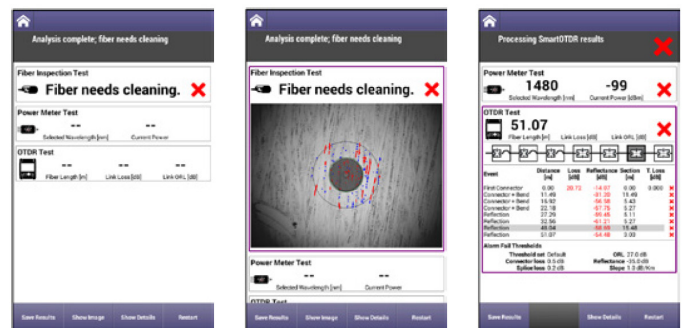 Analysis complete; fiber needs cleaning
Fiber Inspection Test
Fiber needs cleaning.
Power Meter Test
-- --
Selected Wavelength [nm] Current Power
OTDR Test
-- -- --
Fiber Length [m] Link Loss [dB] Link ORL [dB]
Save Results Show Image Show Details Restart
Analysis complete; fiber needs cleaning
Fiber Inspection Test
Fiber needs cleaning.
Power Meter Test
-- --
Selected Wavelength [nm] Current Power
OTDR Test
Save Results Show Image Show Details Restart
Processing SmartOTDR results
Power Meter Test
1480 -99
Selected Wavelength [nm] Current Power [dBm]
OTDR Test
51.07
Fiber Length [m] Link Loss [dB] Link ORL [dB]
Event Distance [m] Loss [dB] Reflectance [dB] Section [m] T. Loss [dB]
First Connector 0.00 20.72 -14.07 0.00 0.000
Connector + Bend 11.49 11.49
Connector + Bend 16.92 5.43
Connector + Bend 22.18 -57.75 5.27
Reflection 27.29 5.11
Reflection 32.56 5.27
Reflection 48.04 15.48
Reflection 51.07 -54.48 3.03
Alarm Fail Thresholds
Threshold set Default ORL 27.0 dB
Connector loss 0.5 dB Reflectance -35.0 dB
Splice loss 0.2 dB Slope 1.0 dB/Km
Save Results Show Details Restart